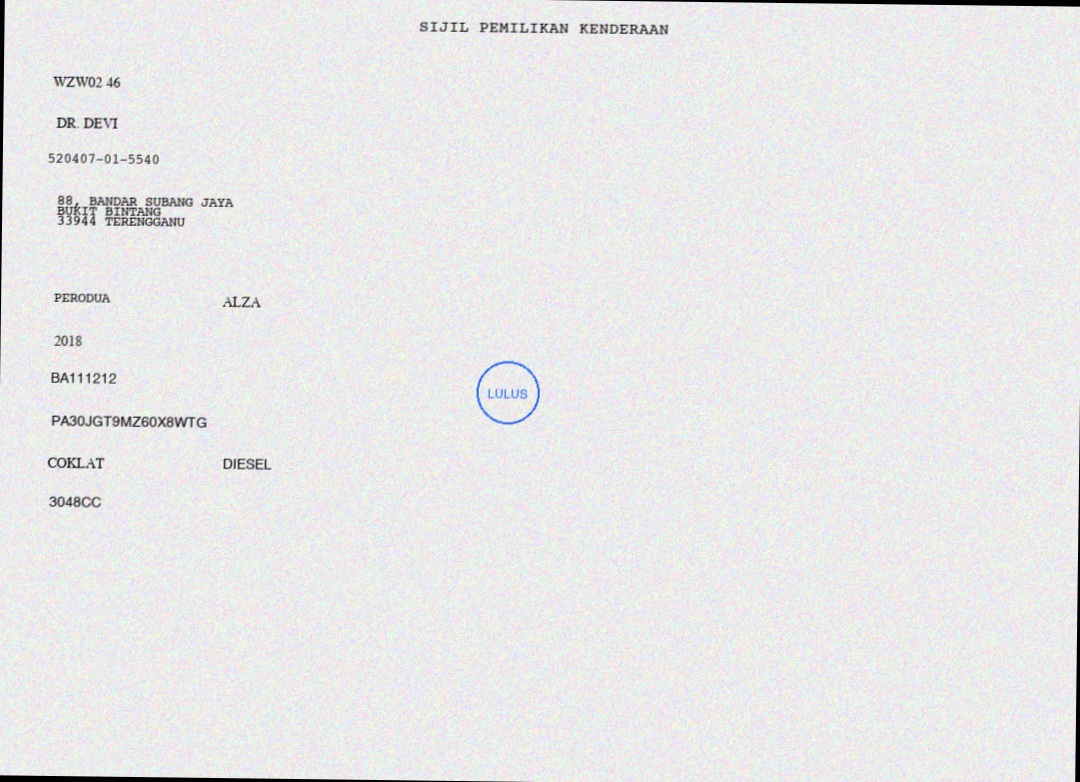 SIJIL PEMILIKAN KENDERAAN
WZW02 46
DR. DEVI
520407-01-5540
88, BANDAR SUBANG JAYA
BUKIT BINTANG
33944 TERENGGANU
PERODUA ALZA
2018
BA111212
LULUS
PA30JGT9MZ60X8WTG
COKLAT DIESEL
3048CC